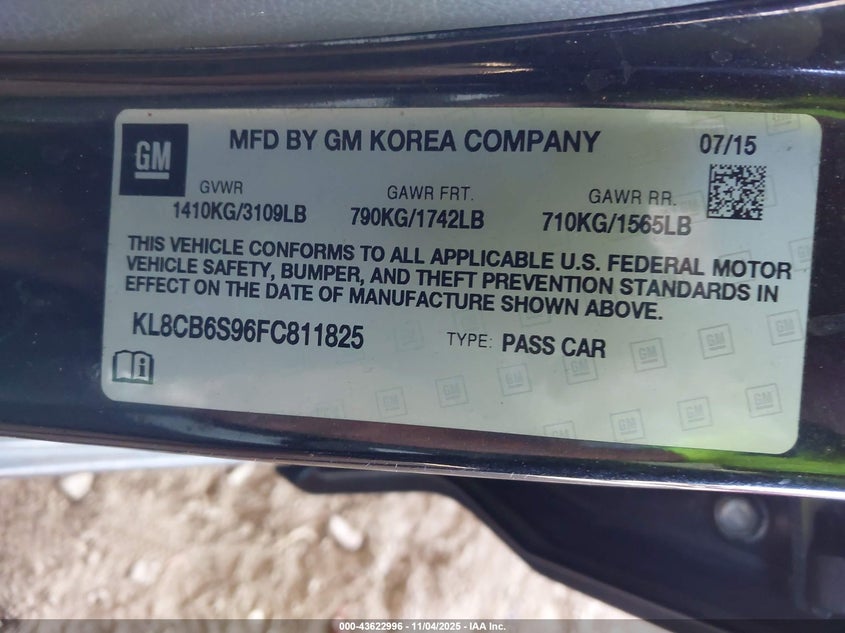 GM
MFD BY GM KOREA COMPANY 07/15
GVWR GAWR FRT. GAWR RR.
1410KG/3109LB 790KG/1742LB 710KG/1565LB
THIS VEHICLE CONFORMS TO ALL APPLICABLE U.S. FEDERAL MOTOR
VEHICLE SAFETY, BUMPER, AND THEFT PREVENTION STANDARDS IN
EFFECT ON THE DATE OF MANUFACTURE SHOWN ABOVE.
KL8CB6S96FC811825 TYPE: PASS CAR
000-43622996 - 11/04/2025 - IAA Inc.